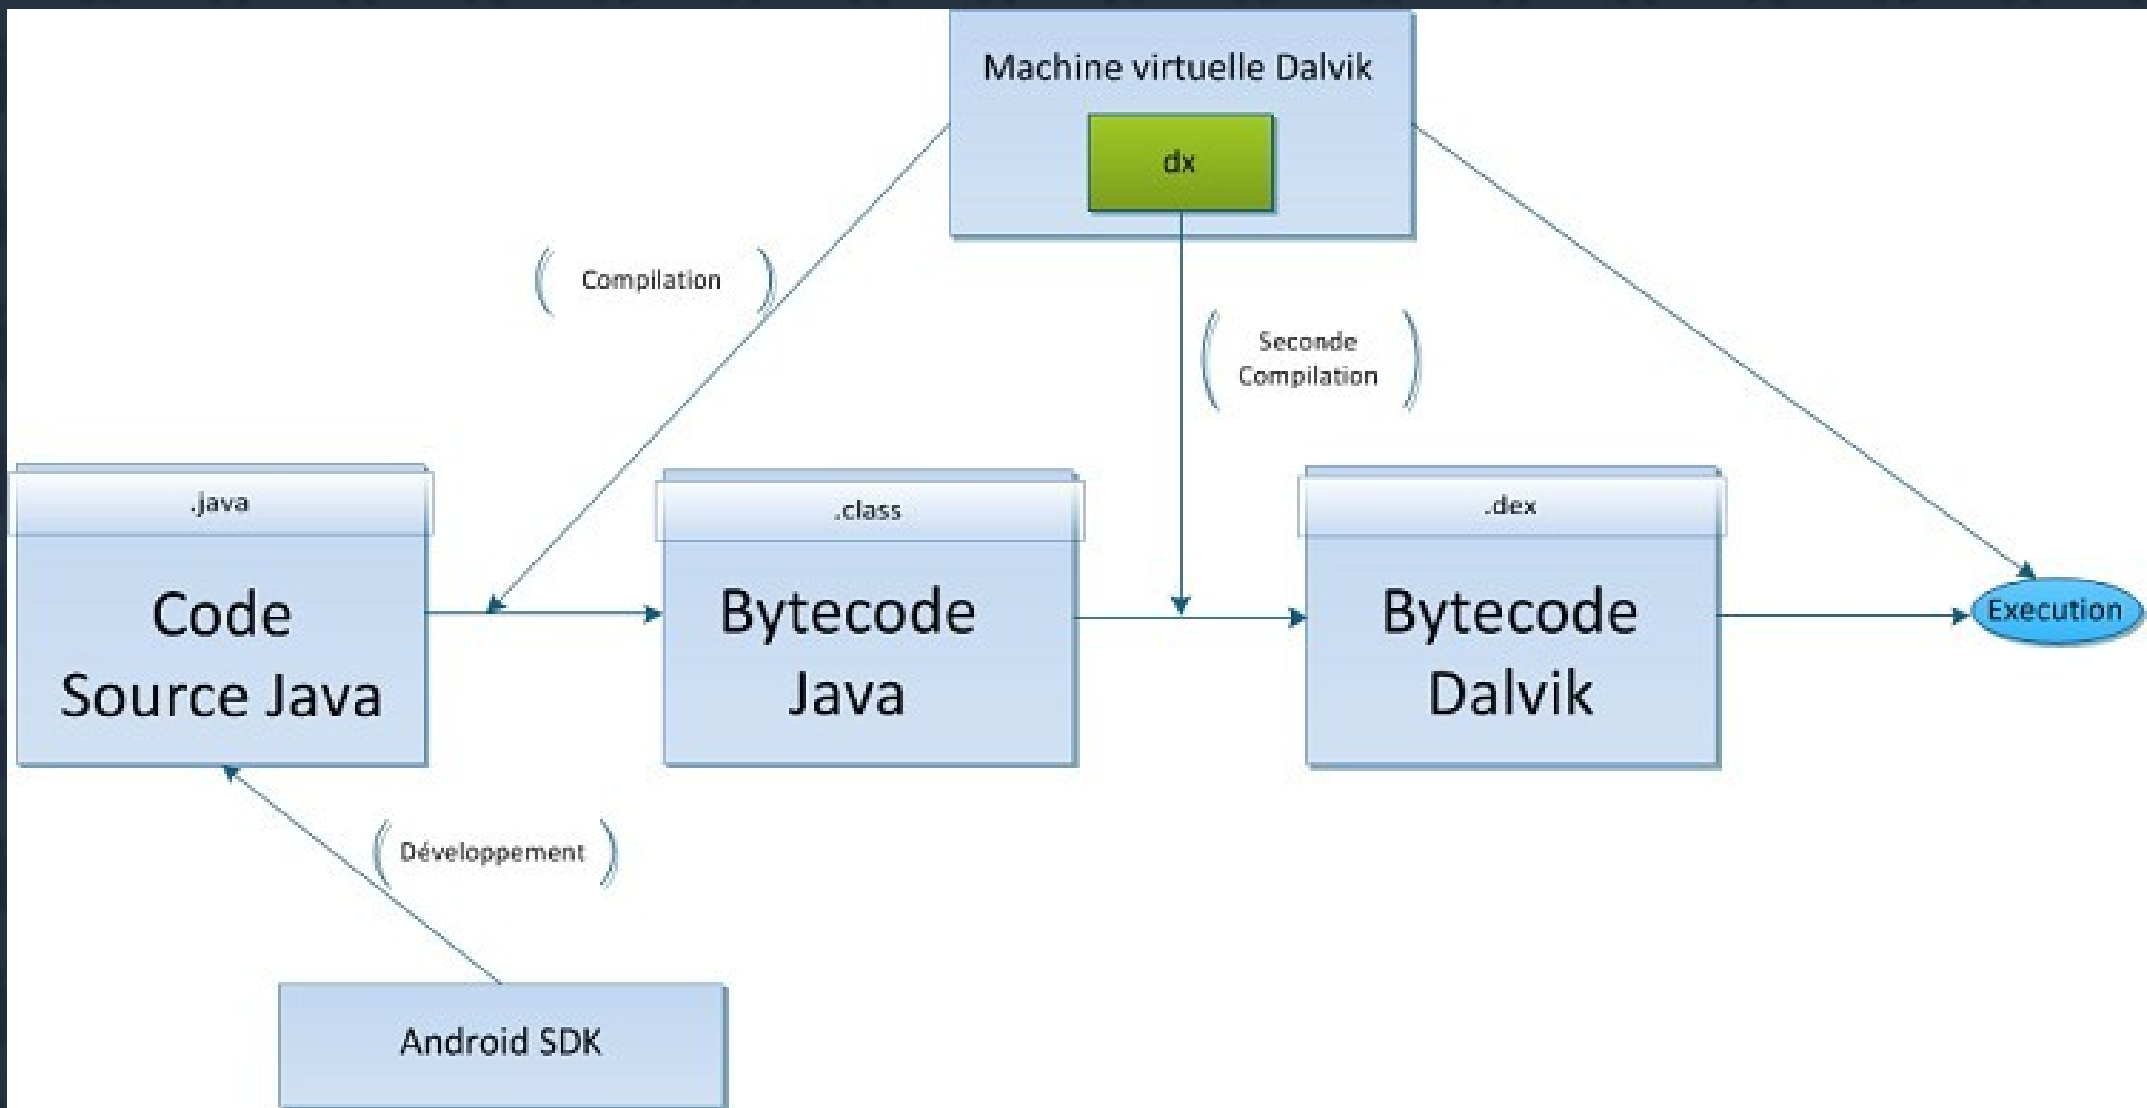 Machine virtuelle Dalvik
dx
Compilation
Seconde
Compilation
.java
Code
Source Java
.class
Bytecode
Java
.dex
Bytecode
Dalvik
Execution
Développement
Android SDK